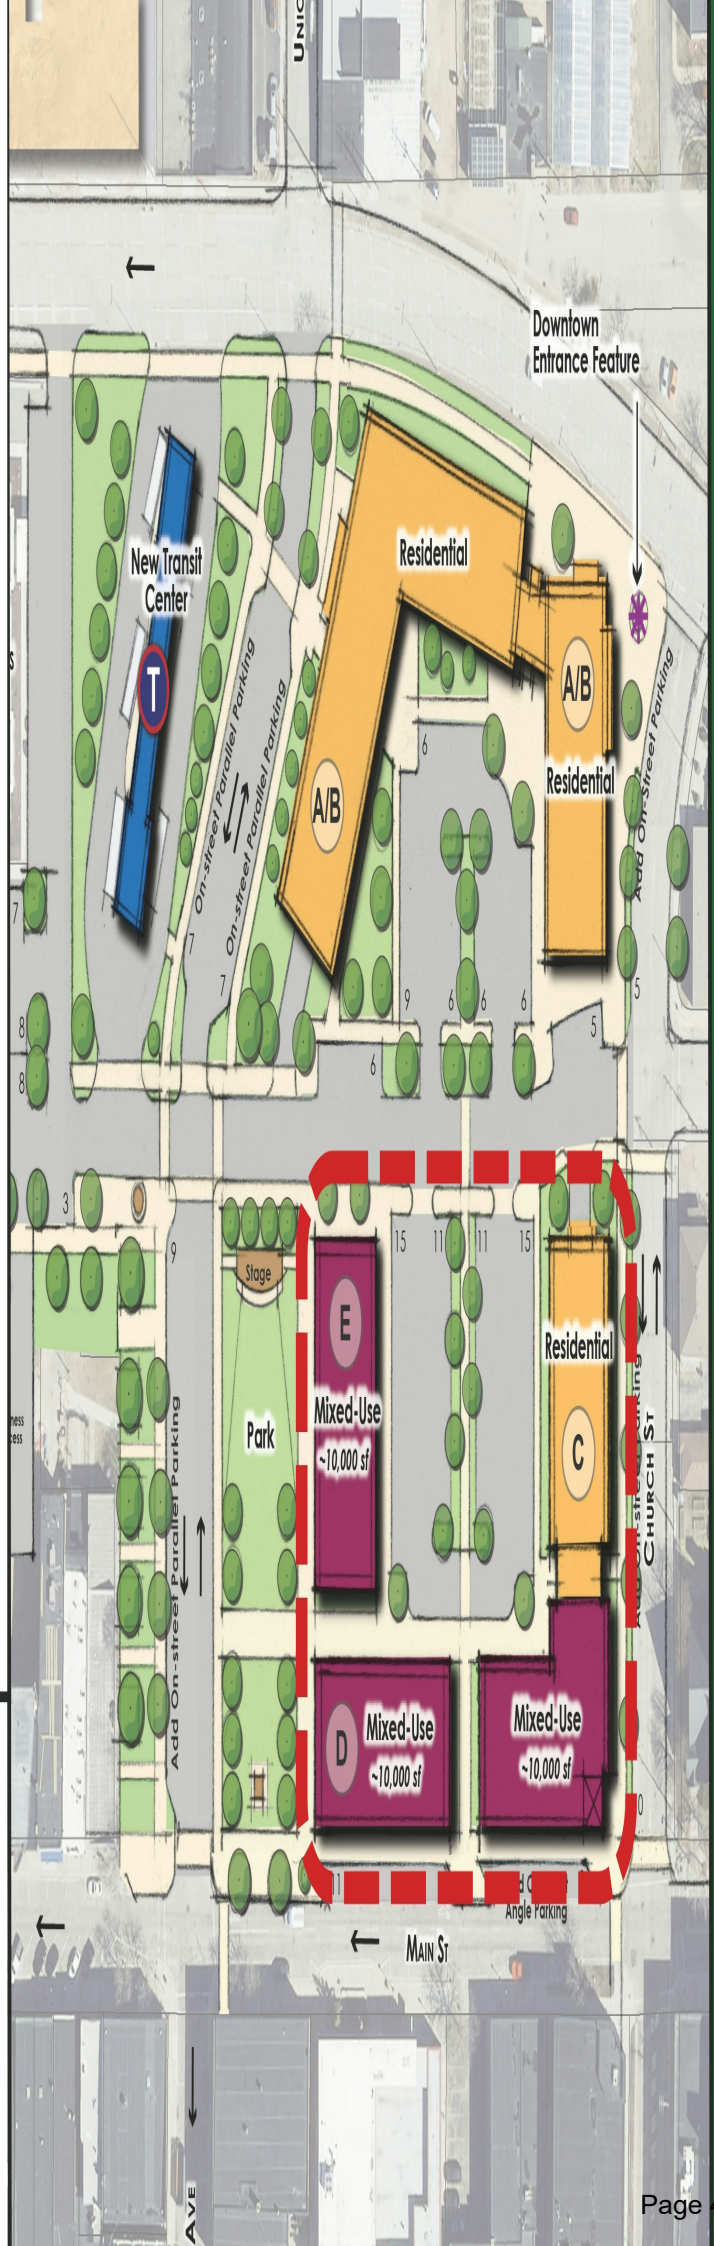 UNIO
Downtown
Entrance Feature
New Transit
Center
T
Residential
A/B
Residential
A/B
On-street Parallel Parking
On-street Parallel Parking
Add On-Street Parking
6
7
7
7
9
6
6
6
5
5
8
8
6
3
9
15
11
11
15
Stage
E
Mixed-Use
~10,000 sf
Park
Residential
C
CHURCH ST
Add On-street Parallel Parking
D
Mixed-Use
~10,000 sf
Mixed-Use
~10,000 sf
11
Angle Parking
MAIN ST
AVE
Page